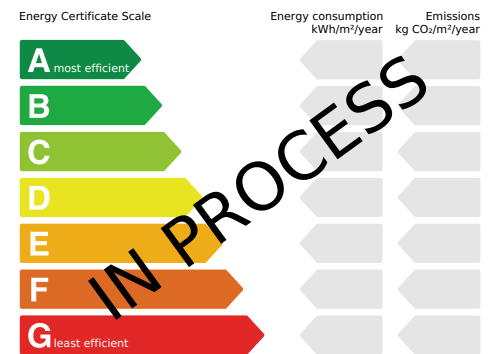 Energy Certificate Scale
Energy consumption
kWh/m²/year
Emissions
kg CO₂/m²/year
A most efficient
B
C
D
E
F
G least efficient
IN PROCESS